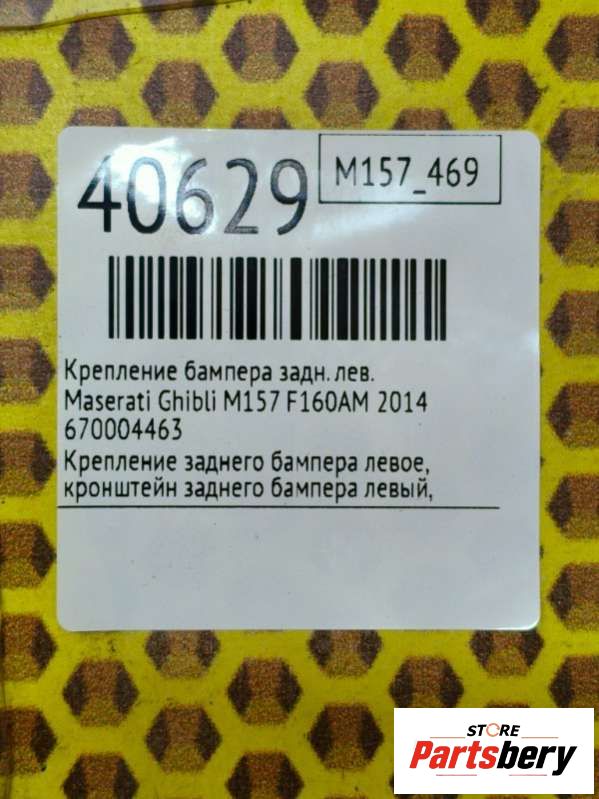 40629
M157_469
Крепление бампера задн. лев.
Maserati Ghibli M157 F160AM 2014
670004463
Крепление заднего бампера левое,
кронштейн заднего бампера левый,
STORE
Partsbery